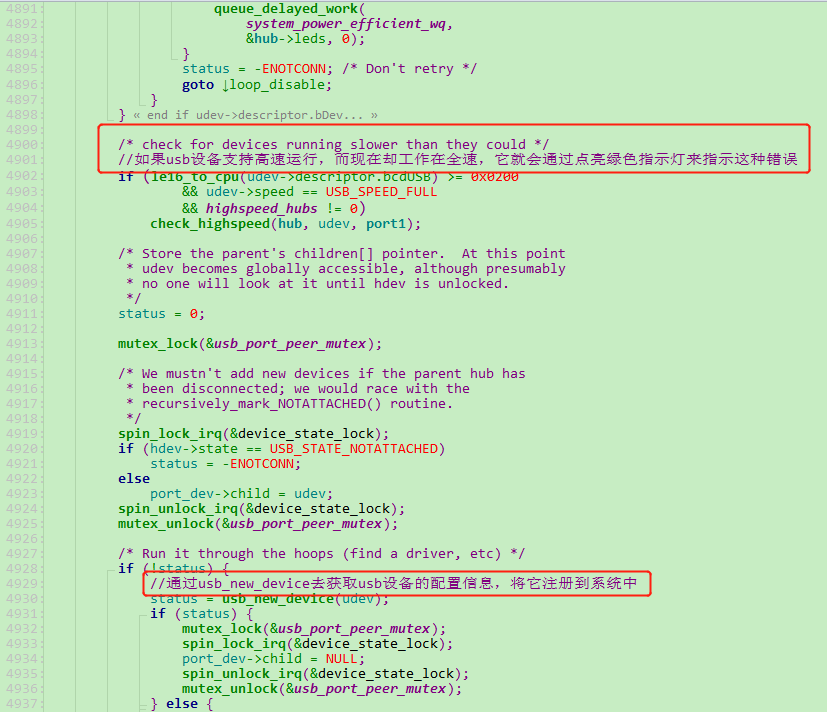 4891: queue_delayed_work(
4892: system_power_efficient_wq,
4893: &hub->leds, 0);
4894: }
4895: status = -ENOTCONN; /* Don't retry */
4896: goto ↓loop_disable;
4897: }
4898: } « end if udev->descriptor.bDev... »
4899:
4900: /* check for devices running slower than they could */
4901: //如果usb设备支持高速运行，而现在却工作在全速，它就会通过点亮绿色指示灯来指示这种错误
4902: if (le16_to_cpu(udev->descriptor.bcdUSB) >= 0x0200
4903: && udev->speed == USB_SPEED_FULL
4904: && highspeed_hubs != 0)
4905: check_highspeed(hub, udev, port1);
4906:
4907: /* Store the parent's children[] pointer.  At this point
4908: * udev becomes globally accessible, although presumably
4909: * no one will look at it until hdev is unlocked.
4910: */
4911: status = 0;
4912:
4913: mutex_lock(&usb_port_peer_mutex);
4914:
4915: /* We mustn't add new devices if the parent hub has
4916: * been disconnected; we would race with the
4917: * recursively_mark_NOTATTACHED() routine.
4918: */
4919: spin_lock_irq(&device_state_lock);
4920: if (hdev->state == USB_STATE_NOTATTACHED)
4921: status = -ENOTCONN;
4922: else
4923: port_dev->child = udev;
4924: spin_unlock_irq(&device_state_lock);
4925: mutex_unlock(&usb_port_peer_mutex);
4926:
4927: /* Run it through the hoops (find a driver, etc) */
4928: if (!status) {
4929: //通过usb_new_device去获取usb设备的配置信息，将它注册到系统中
4930: status = usb_new_device(udev);
4931: if (status) {
4932: mutex_lock(&usb_port_peer_mutex);
4933: spin_lock_irq(&device_state_lock);
4934: port_dev->child = NULL;
4935: spin_unlock_irq(&device_state_lock);
4936: mutex_unlock(&usb_port_peer_mutex);
4937: } else {